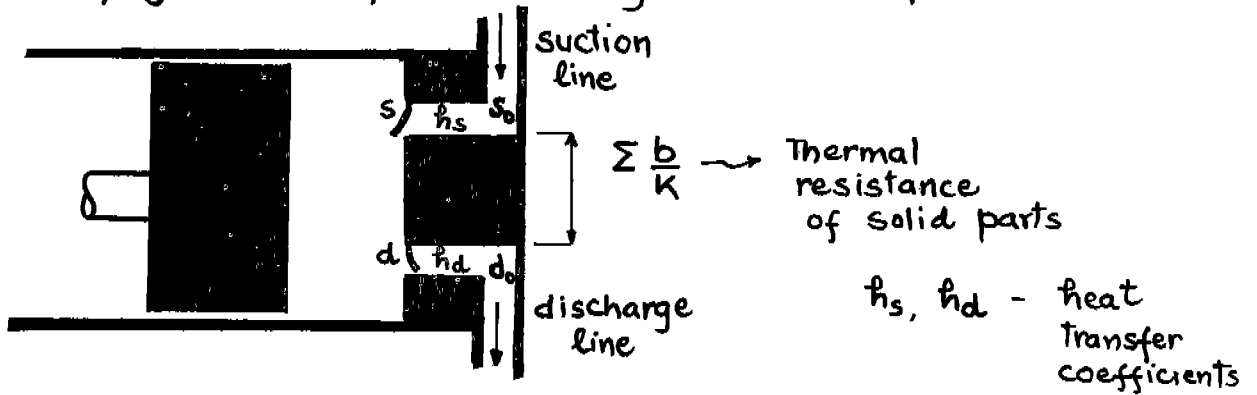 suction
line
s
hs
so
Σ b/K → Thermal
resistance
of solid parts
d
hd
do
discharge
line
hs, hd - heat
transfer
coefficients